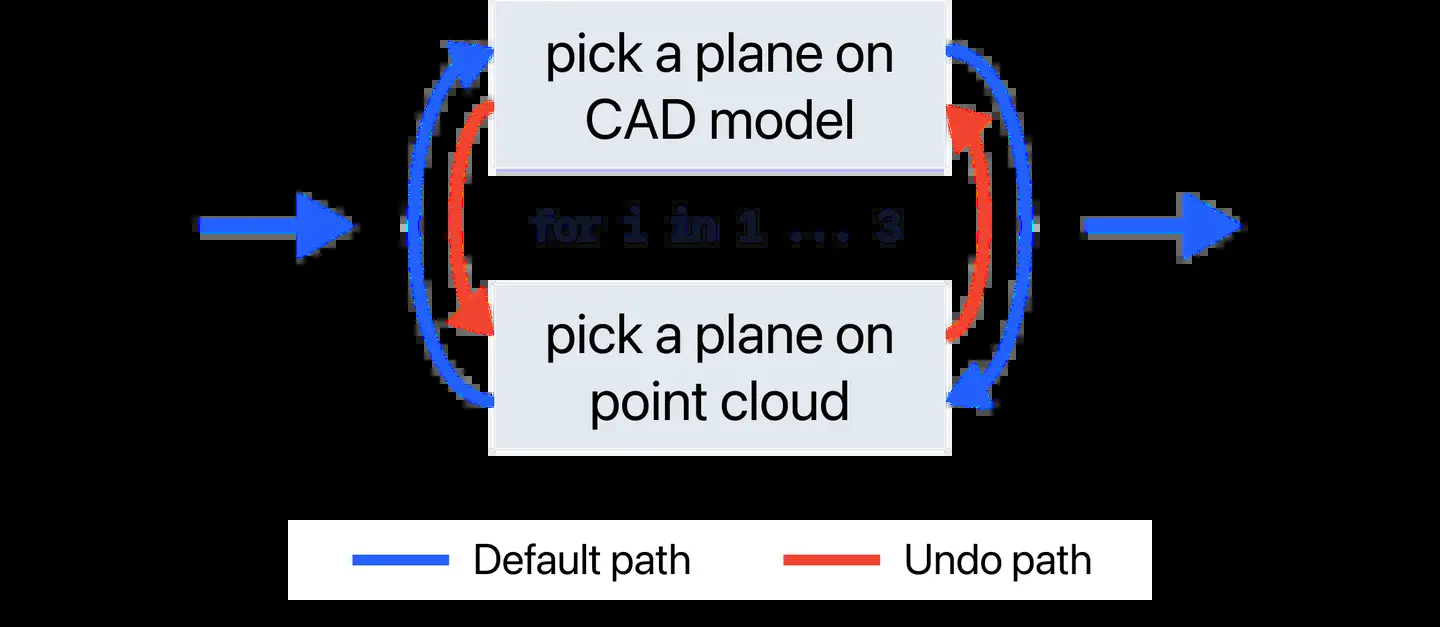 pick a plane on
CAD model
for i in 1 ... 3
pick a plane on
point cloud
Default path
Undo path